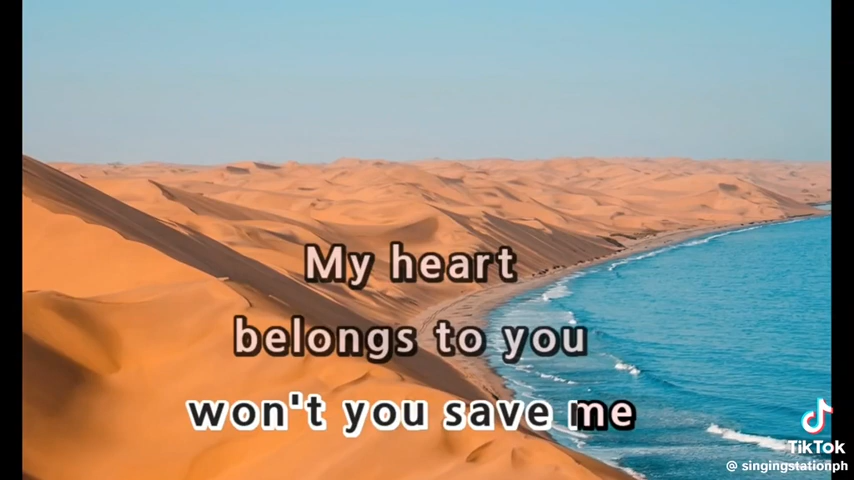 My heart
belongs to you
won't you save me
TikTok
@ singingstationph